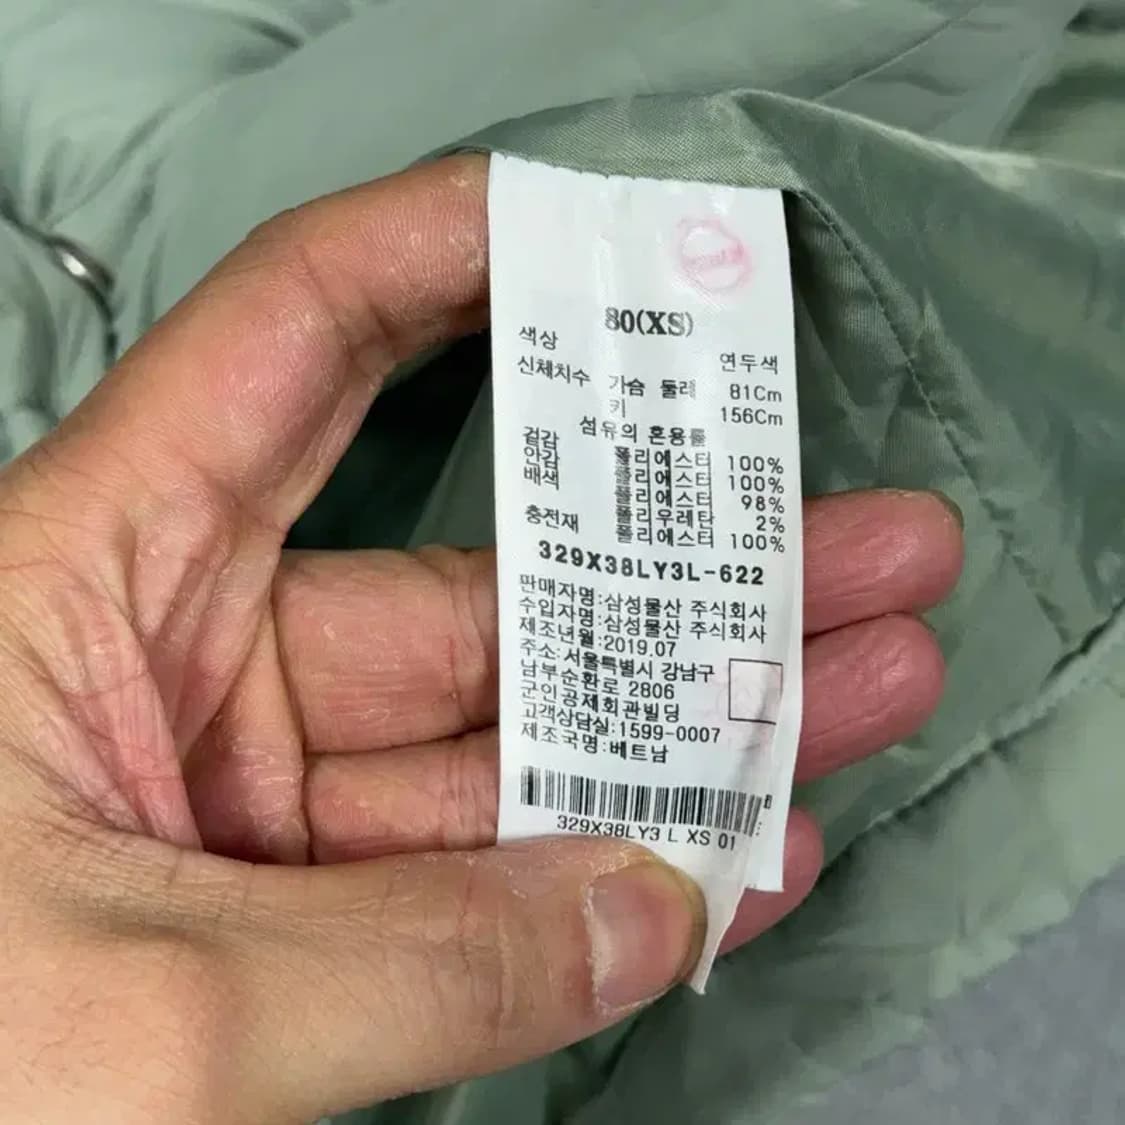 80(XS)
색상 연두색
신체치수 가슴 둘레 81Cm
키 156Cm
섬유의 혼용률
겉감 폴리에스터 100%
안감 폴리에스터 100%
배색 폴리에스터 98%
폴리우레탄 2%
충전재 폴리에스터 100%
329X38LY3L-622
판매자명:삼성물산 주식회사
수입자명:삼성물산 주식회사
제조년월:2019.07
주소:서울특별시 강남구
남부순환로 2806
군인공제회관빌딩
고객상담실:1599-0007
제조국명:베트남
329X38LY3 L XS 01